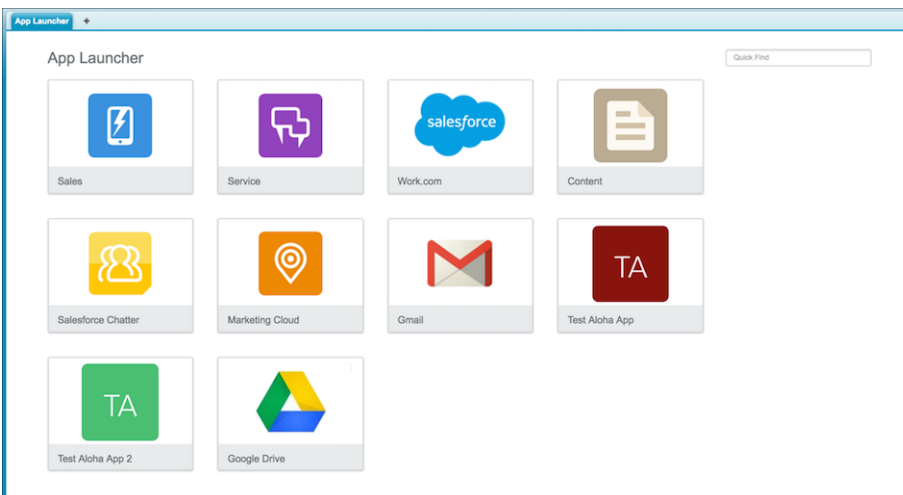 App Launcher +
App Launcher
Quick Find
salesforce
Sales
Service
Work.com
Content
TA
Salesforce Chatter
Marketing Cloud
Gmail
Test Aloha App
TA
Test Aloha App 2
Google Drive